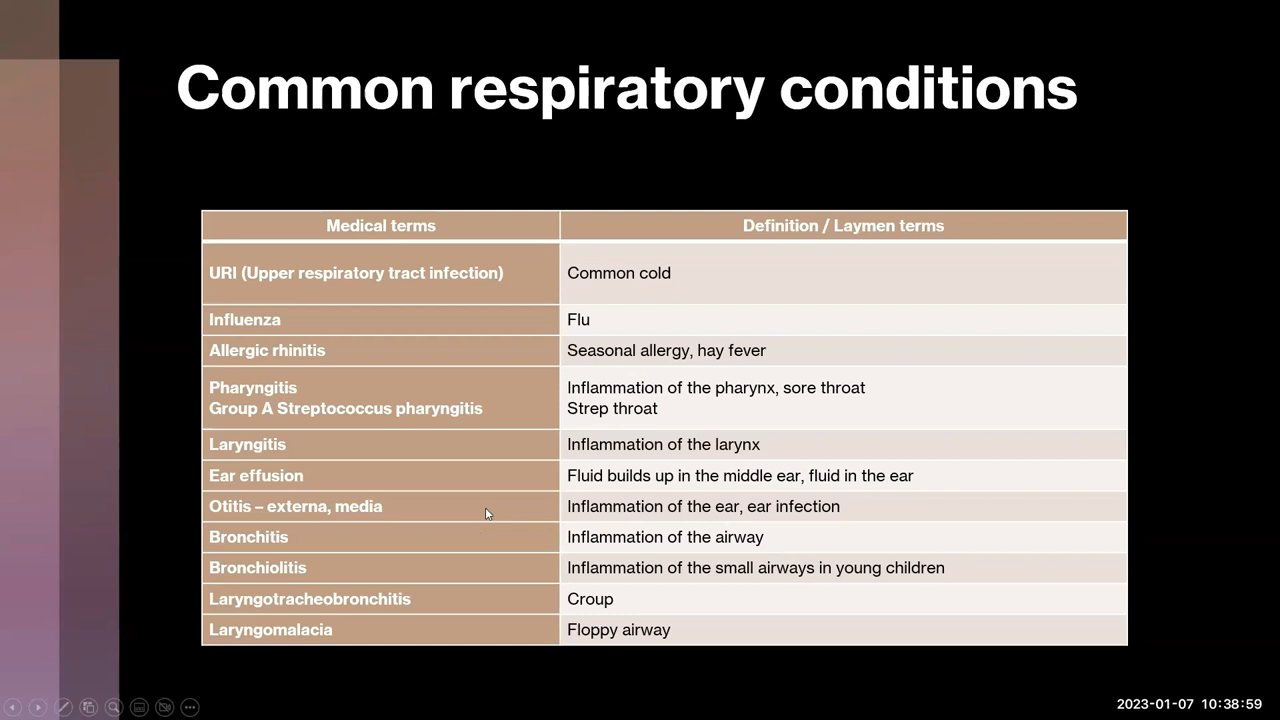 Common respiratory conditions
Medical terms
Definition / Laymen terms
URI (Upper respiratory tract infection)
Common cold
Influenza
Flu
Allergic rhinitis
Seasonal allergy, hay fever
Pharyngitis
Group A Streptococcus pharyngitis
Inflammation of the pharynx, sore throat
Strep throat
Laryngitis
Inflammation of the larynx
Ear effusion
Fluid builds up in the middle ear, fluid in the ear
Otitis – externa, media
Inflammation of the ear, ear infection
Bronchitis
Inflammation of the airway
Bronchiolitis
Inflammation of the small airways in young children
Laryngotracheobronchitis
Croup
Laryngomalacia
Floppy airway
2023-01-07 10:38:59